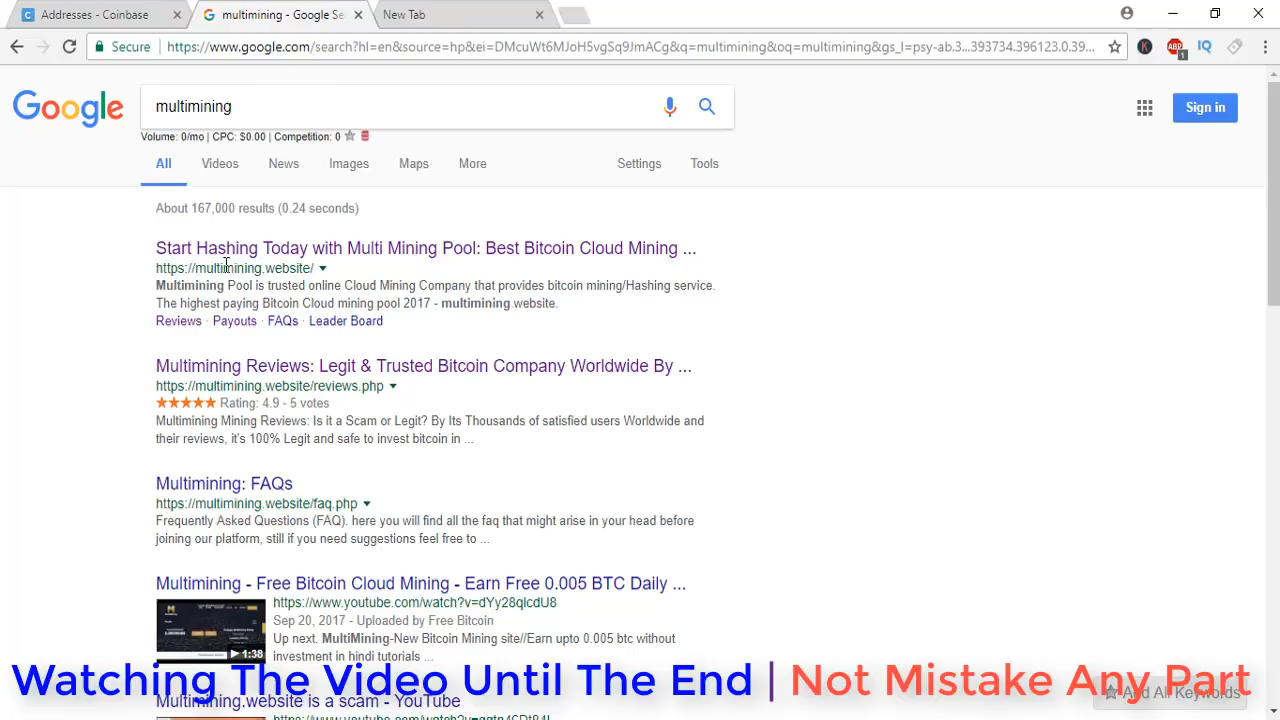 Addresses - Coinbase
multimining - Google Se
New Tab
Secure
https://www.google.com/search?hl=en&source=hp&ei=DMcuWt6MJoH5vgSq9JmACg&q=multimining&oq=multimining&gs_l=psy-ab.3...393734.396123.0.39...
K
ABP
1
IQ
Google
multimining
Sign in
Volume: 0/mo | CPC: $0.00 | Competition: 0
All
Videos
News
Images
Maps
More
Settings
Tools
About 167,000 results (0.24 seconds)
Start Hashing Today with Multi Mining Pool: Best Bitcoin Cloud Mining ...
https://multimining.website/
Multimining Pool is trusted online Cloud Mining Company that provides bitcoin mining/Hashing service.
The highest paying Bitcoin Cloud mining pool 2017 - multimining.website.
Reviews · Payouts · FAQs · Leader Board
Multimining Reviews: Legit & Trusted Bitcoin Company Worldwide By ...
https://multimining.website/reviews.php
Rating: 4.9 - 5 votes
Multimining Mining Reviews: Is it a Scam or Legit? By Its Thousands of satisfied users Worldwide and
their reviews, it's 100% Legit and safe to invest bitcoin in ...
Multimining: FAQs
https://multimining.website/faq.php
Frequently Asked Questions (FAQ). here you will find all the faq that might arise in your head before
joining our platform, still if you need suggestions feel free to ...
Multimining - Free Bitcoin Cloud Mining - Earn Free 0.005 BTC Daily ...
https://www.youtube.com/watch?v=dYy28qlcdU8
Sep 20, 2017 - Uploaded by Free Bitcoin
Up next. MultiMining-New Bitcoin Mining site//Earn upto 0.005 btc without
investment in hindi tutorials ...
1:38
Watching The Video Until The End | Not Mistake Any Part
Add All Keywords
Multimining.website is a scam - YouTube